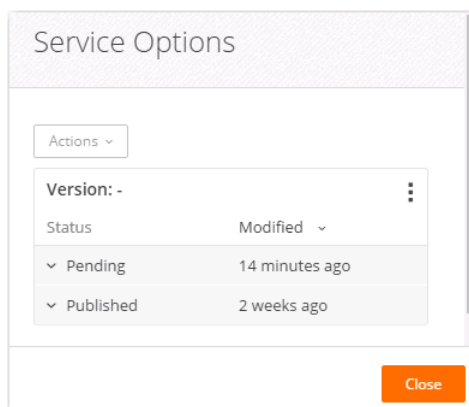 Service Options
Actions
Version: -
Status Modified
Pending 14 minutes ago
Published 2 weeks ago
Close